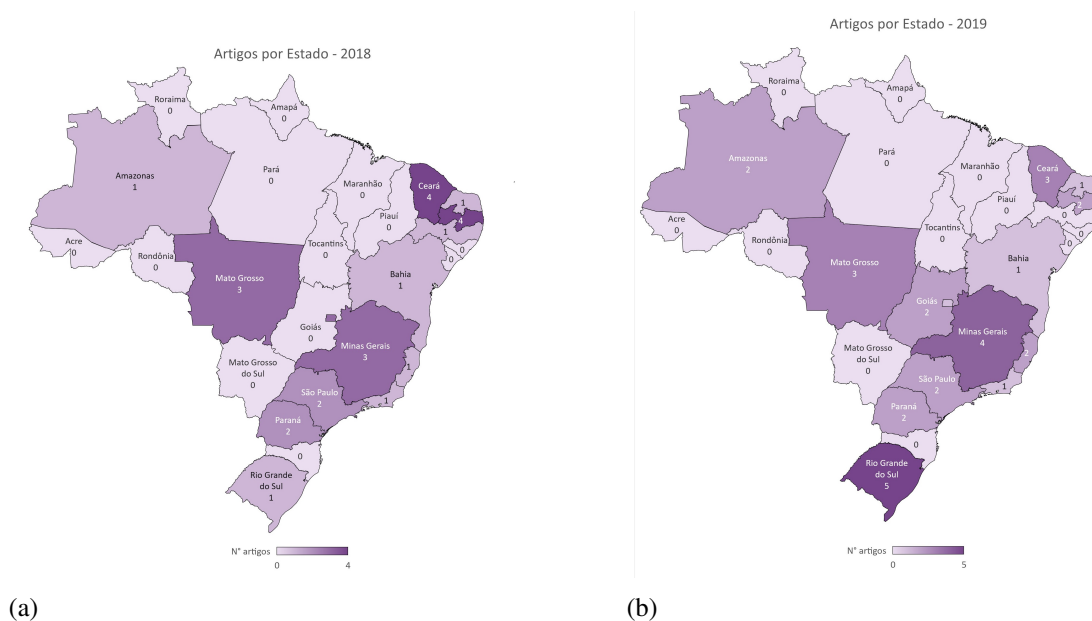 Artigos por Estado - 2018
Roraima
0
Amapá
0
Amazonas
1
Pará
0
Maranhão
0
Ceará
4
1
Piauí
0
4
1
Acre
0
Rondônia
0
Tocantins
0
0
0
Mato Grosso
3
Bahia
1
Goiás
0
Minas Gerais
3
Mato Grosso
do Sul
0
1
São Paulo
2
1
Paraná
2
0
Rio Grande
do Sul
1
N° artigos
0
4
(a)
Artigos por Estado - 2019
Roraima
0
Amapá
0
Amazonas
2
Pará
0
Maranhão
0
Ceará
3
1
Piauí
0
2
0
Acre
0
Rondônia
0
Tocantins
0
0
0
Mato Grosso
3
Bahia
1
Goiás
2
Minas Gerais
4
Mato Grosso
do Sul
0
2
São Paulo
2
1
Paraná
2
0
Rio Grande
do Sul
5
N° artigos
0
5
(b)